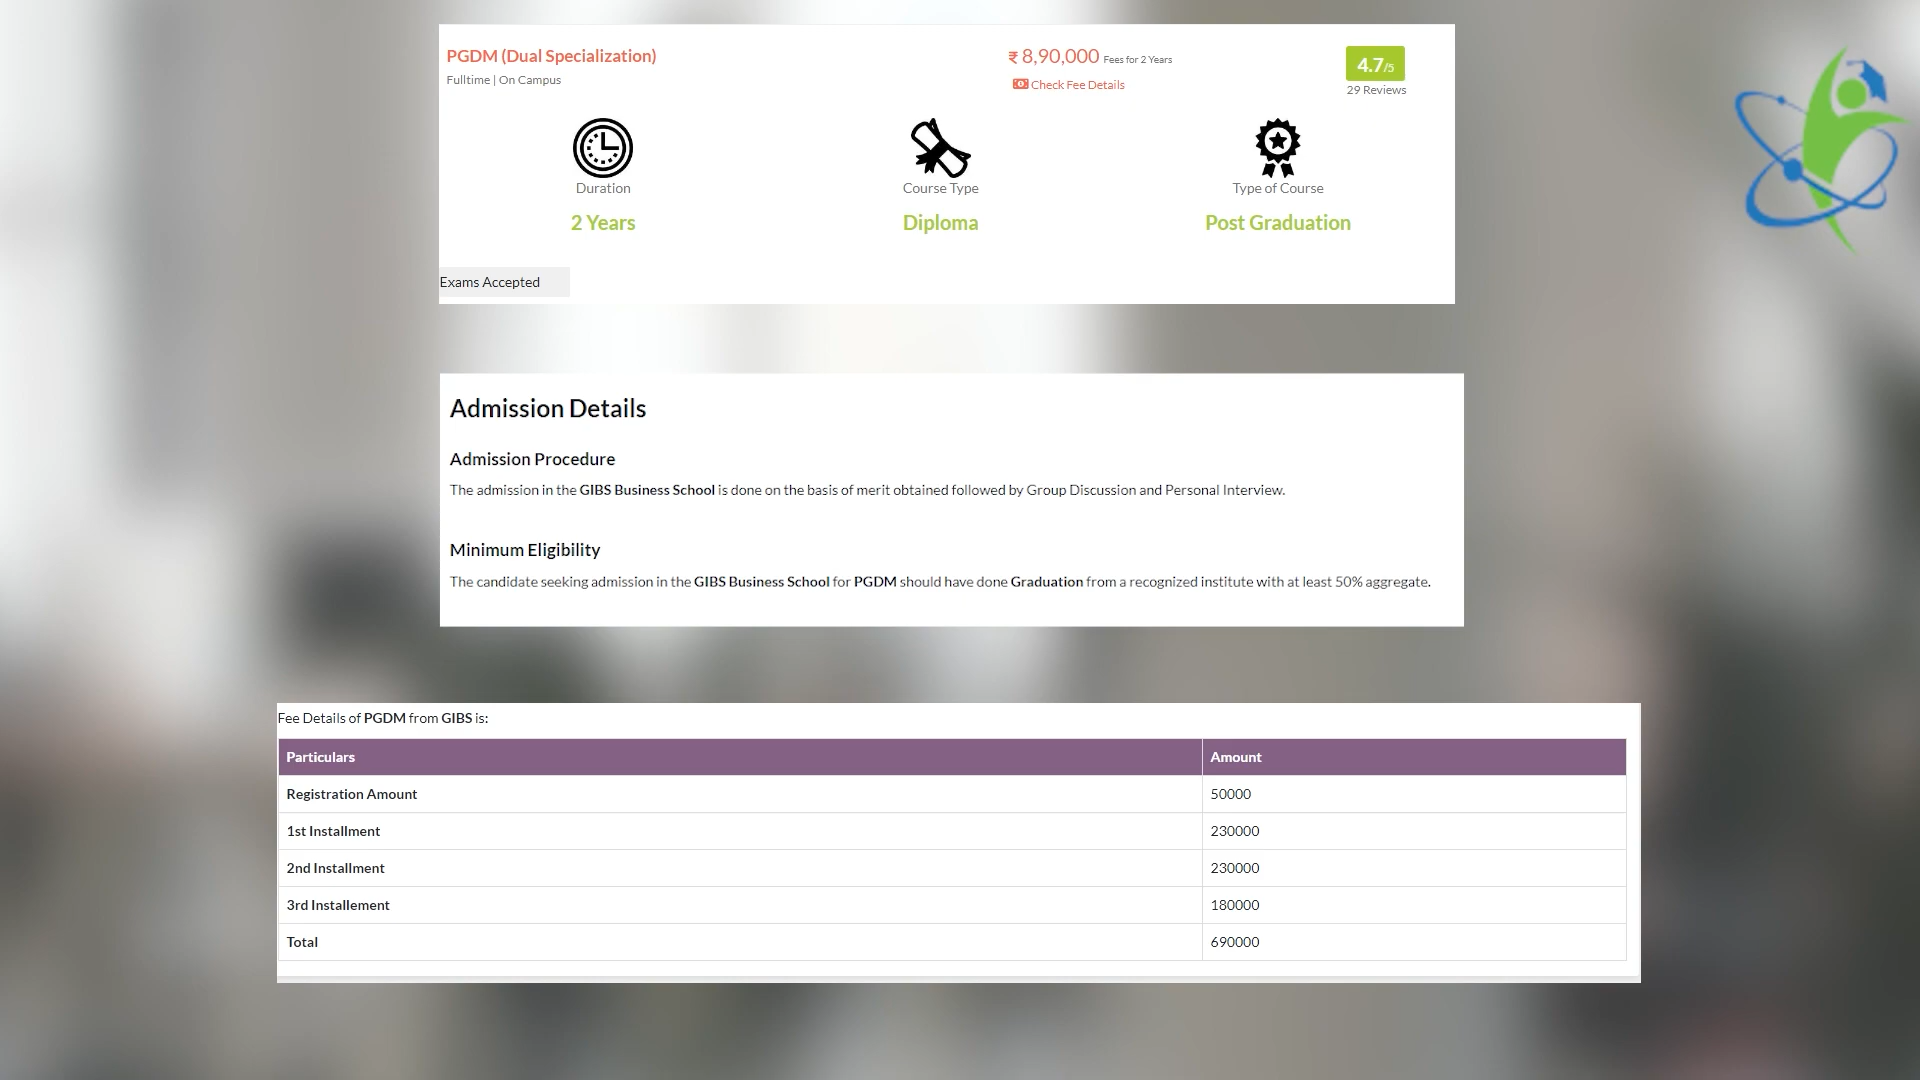 PGDM (Dual Specialization)
Fulltime | On Campus
₹ 8,90,000 Fees for 2 Years
Check Fee Details
4.7/5
29 Reviews
Duration
2 Years
Course Type
Diploma
Type of Course
Post Graduation
Exams Accepted
Admission Details
Admission Procedure
The admission in the GIBS Business School is done on the basis of merit obtained followed by Group Discussion and Personal Interview.
Minimum Eligibility
The candidate seeking admission in the GIBS Business School for PGDM should have done Graduation from a recognized institute with at least 50% aggregate.
Fee Details of PGDM from GIBS is:
Particulars Amount
Registration Amount 50000
1st Installment 230000
2nd Installment 230000
3rd Installement 180000
Total 690000